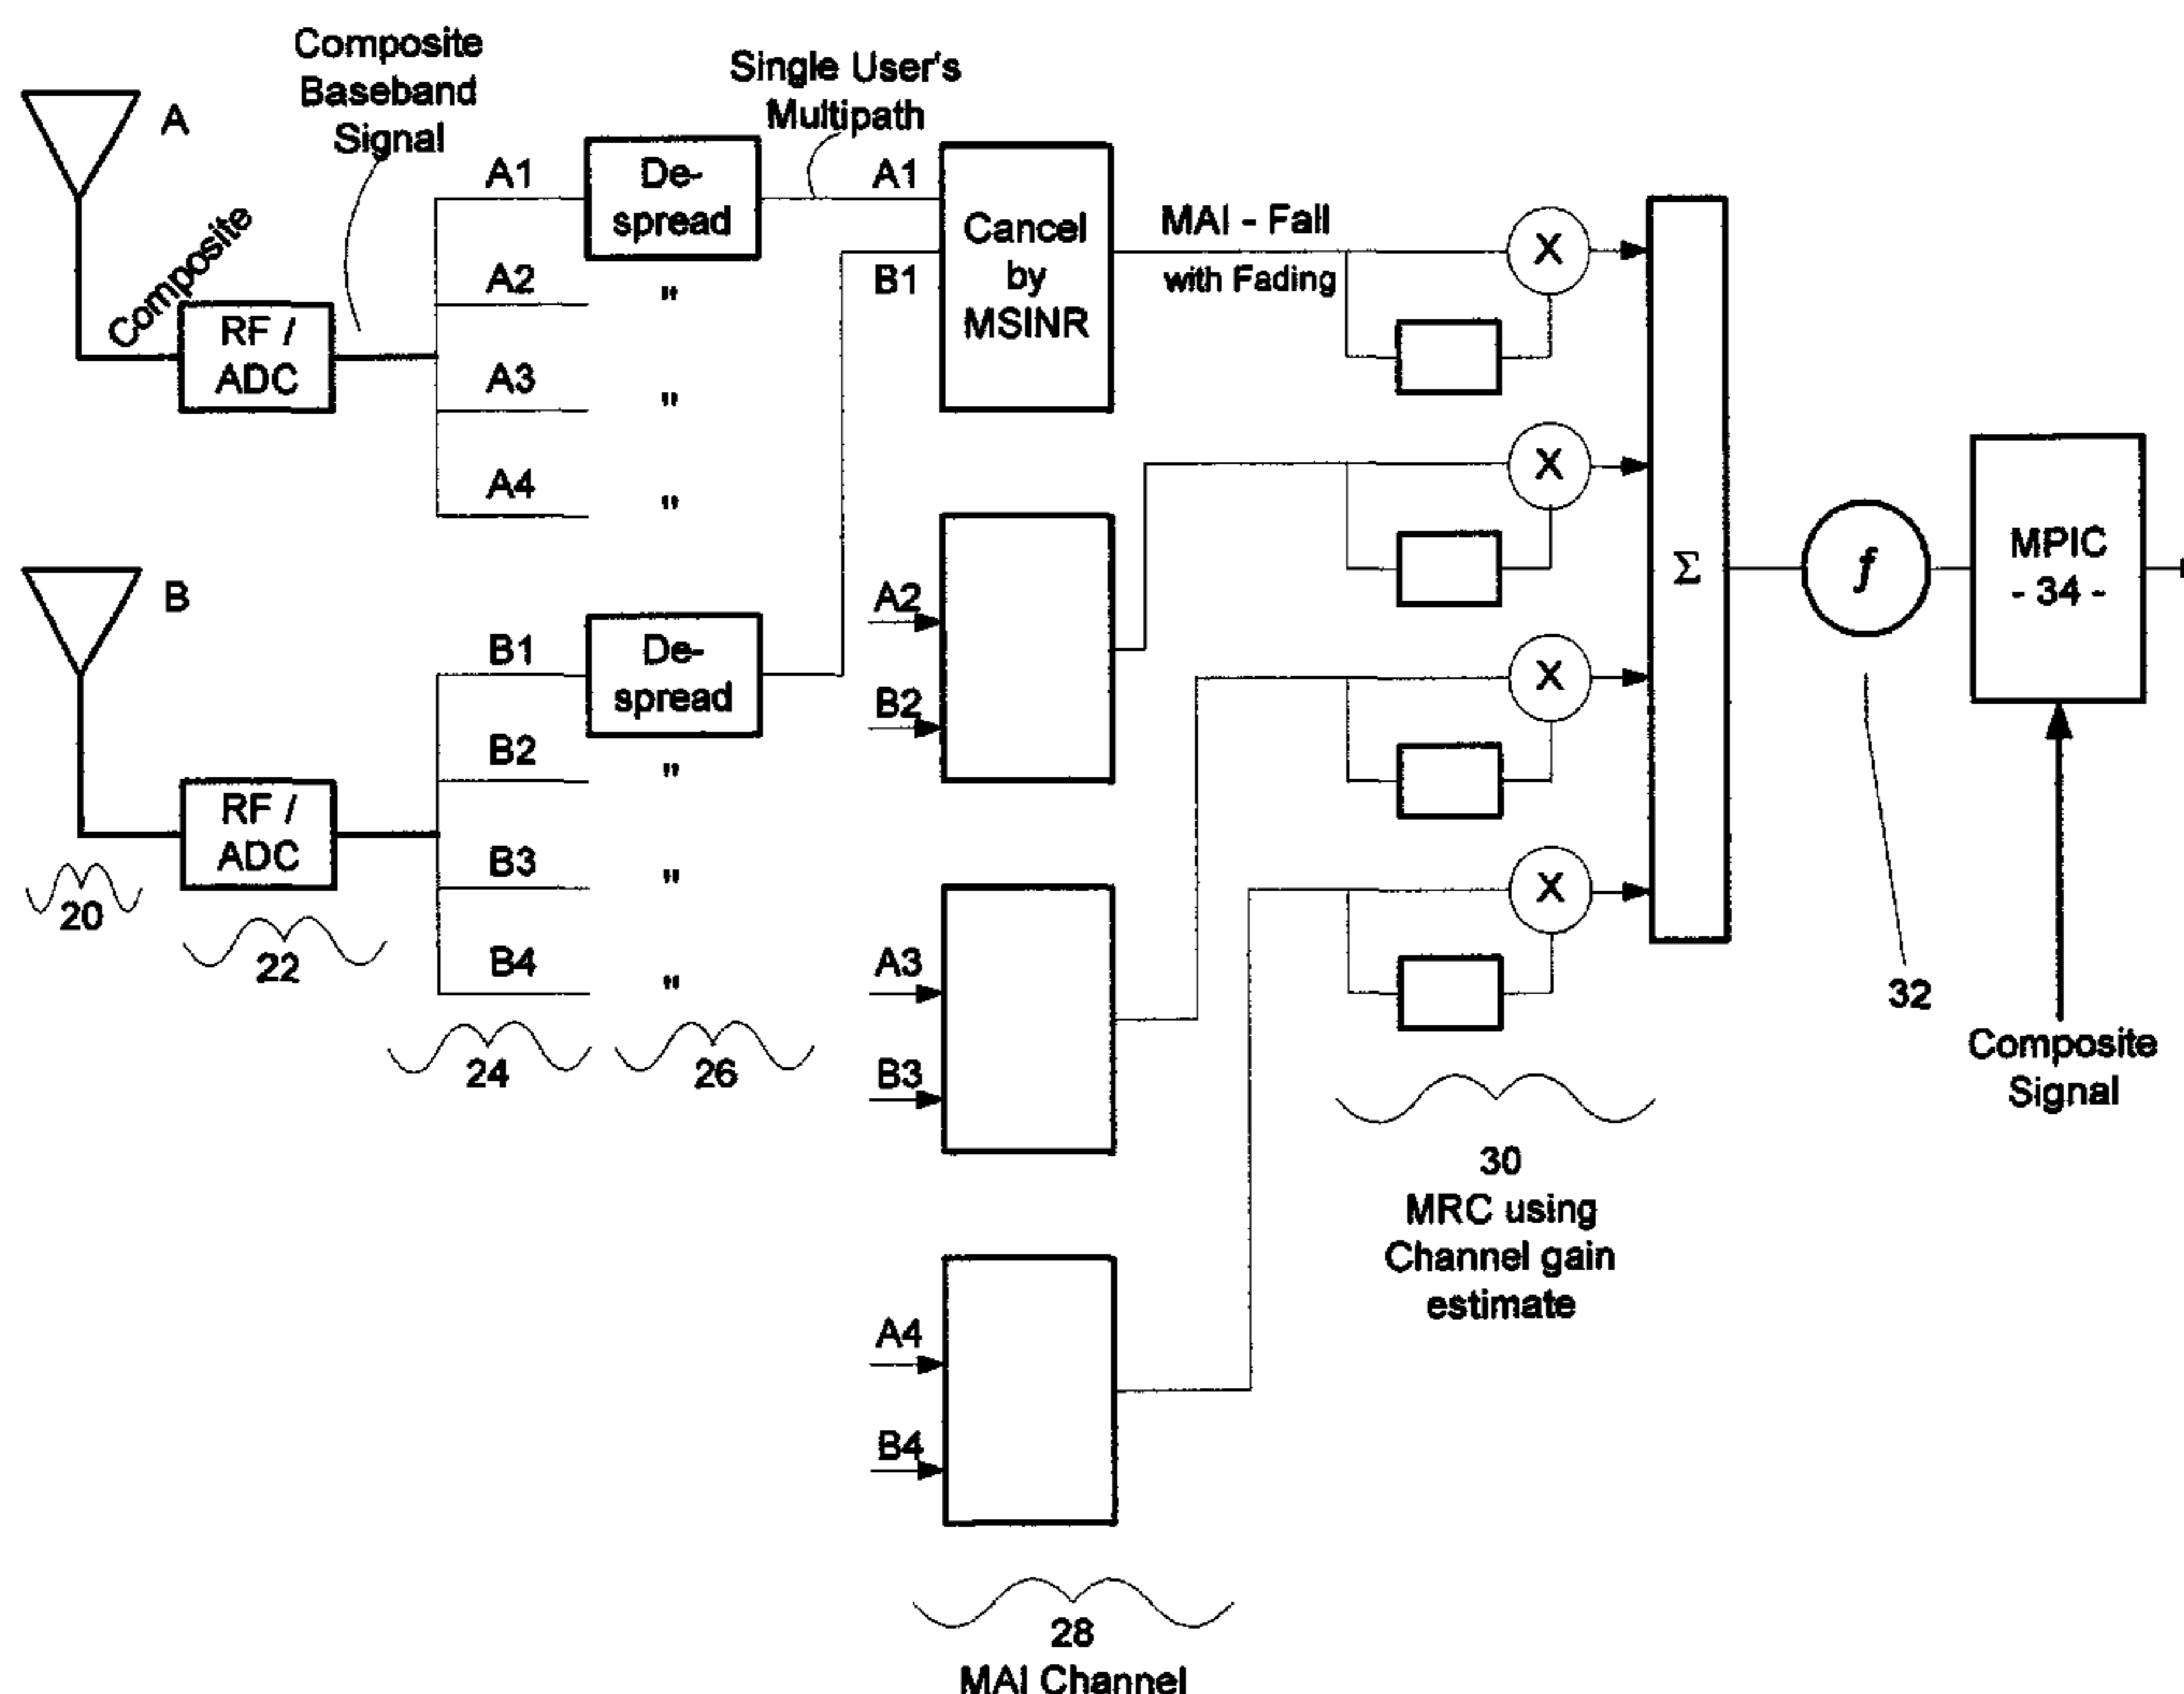 Composite
Baseband
Signal
Single User's
Multipath
A
Composite
RF /
ADC
A1
A2
A3
A4
De-
spread
"
"
"
A1
B1
Cancel
by
MSINR
MAI - Fall
with Fading
X
X
X
X
Σ
f
MPIC
- 34 -
B
RF /
ADC
B1
B2
B3
B4
De-
spread
"
"
"
A2
B2
A3
B3
A4
B4
20
22
24
26
32
Composite
Signal
30
MRC using
Channel gain
estimate
28
MAI Channel